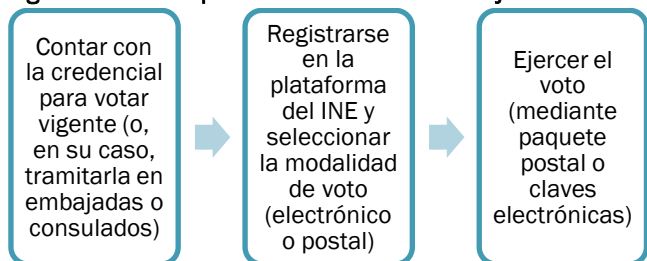 Contar con
la credencial
para votar
vigente (o,
en su caso,
tramitarla en
embajadas o
consulados)
Registrarse
en la
plataforma
del INE y
seleccionar
la modalidad
de voto
(electrónico
o postal)
Ejercer el
voto
(mediante
paquete
postal o
claves
electrónicas)